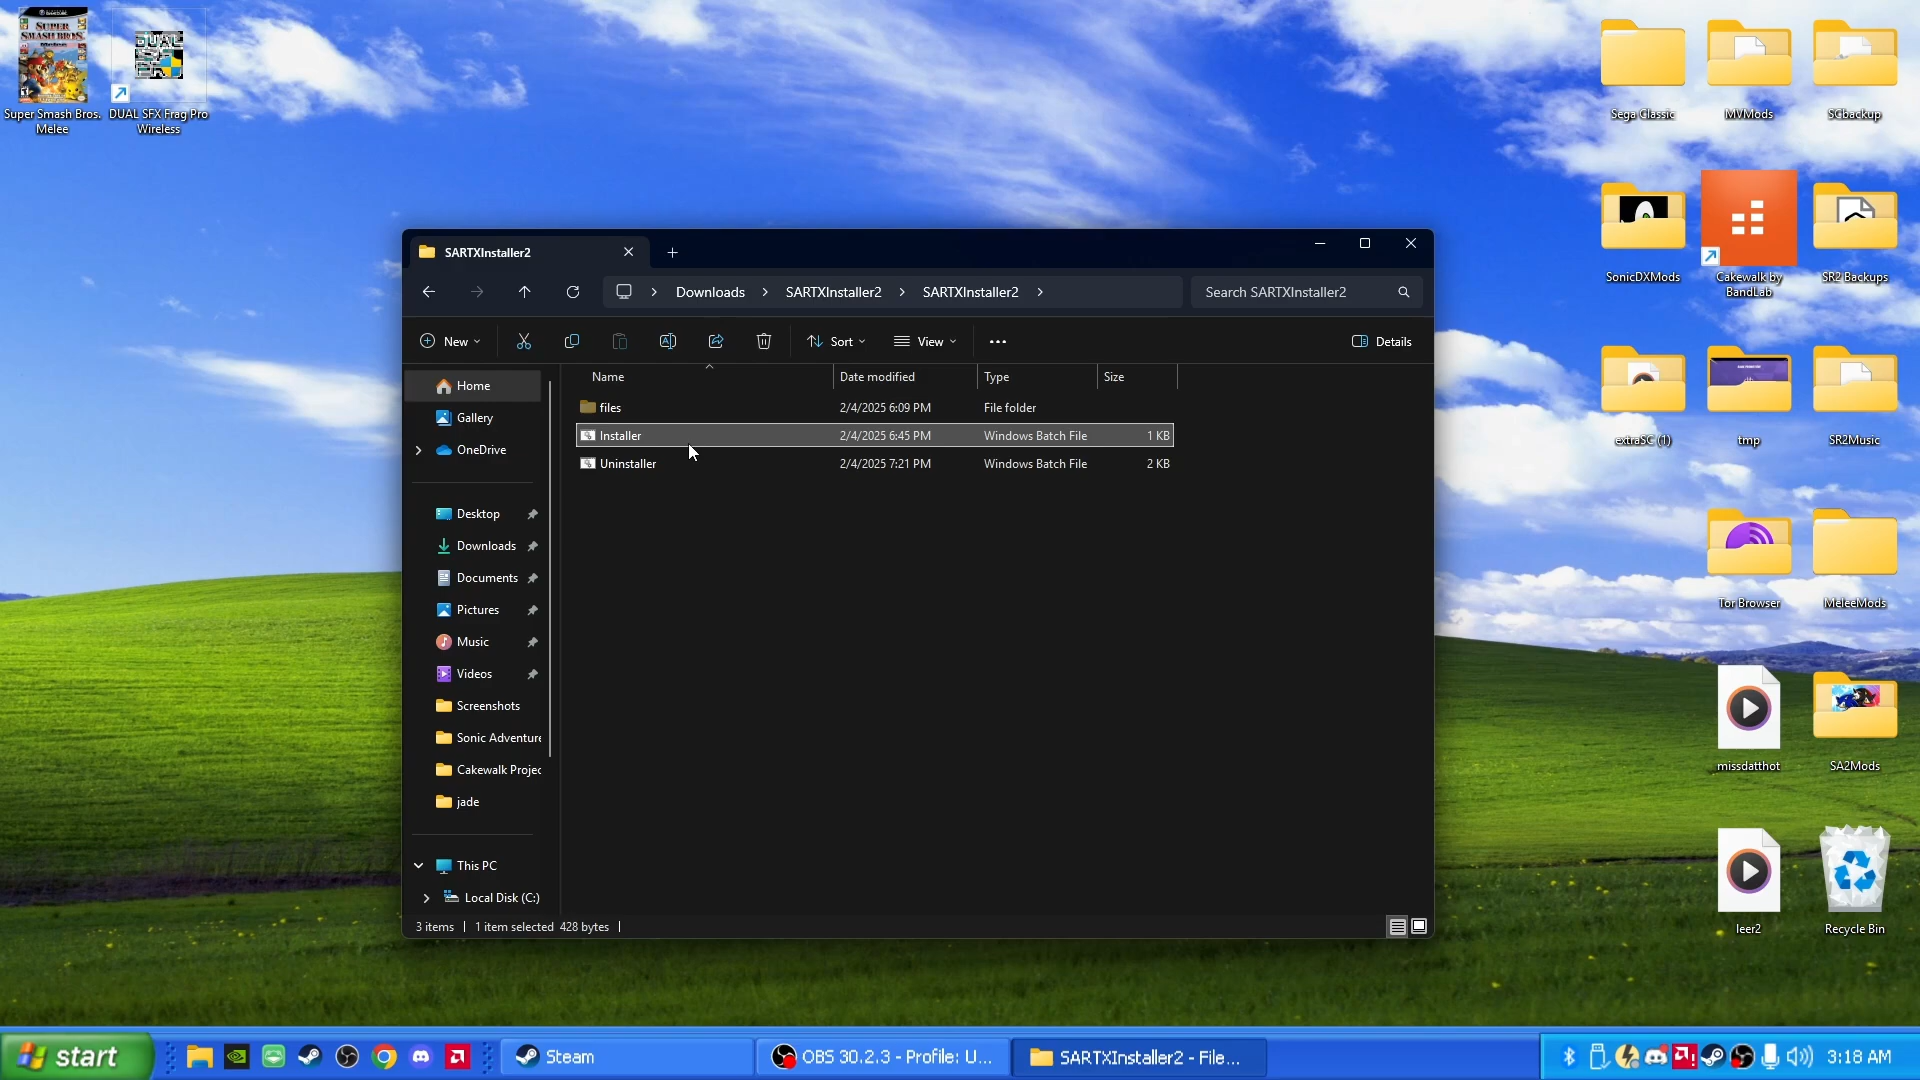 Super Smash Bros.
Melee
DUAL SFX Frag Pro
Wireless
SUPER
SMASH BROS.
DUAL
SFX
Sega Classic
MVMods
SCbackup
SonicDXMods
Cakewalk by
BandLab
SR2 Backups
extraSC (1)
tmp
SR2Music
Tor Browser
MeleeMods
missdatthot
SA2Mods
leer2
Recycle Bin
SARTXInstaller2
Downloads
SARTXInstaller2
SARTXInstaller2
Search SARTXInstaller2
New
Sort
View
Details
Name
Date modified
Type
Size
files
2/4/2025 6:09 PM
File folder
Installer
2/4/2025 6:45 PM
Windows Batch File
1 KB
Uninstaller
2/4/2025 7:21 PM
Windows Batch File
2 KB
Home
Gallery
OneDrive
Desktop
Downloads
Documents
Pictures
Music
Videos
Screenshots
Sonic Adventure
Cakewalk Projec
jade
This PC
Local Disk (C:)
3 items
1 item selected 428 bytes
start
Steam
OBS 30.2.3 - Profile: U...
SARTXInstaller2 - File...
3:18 AM